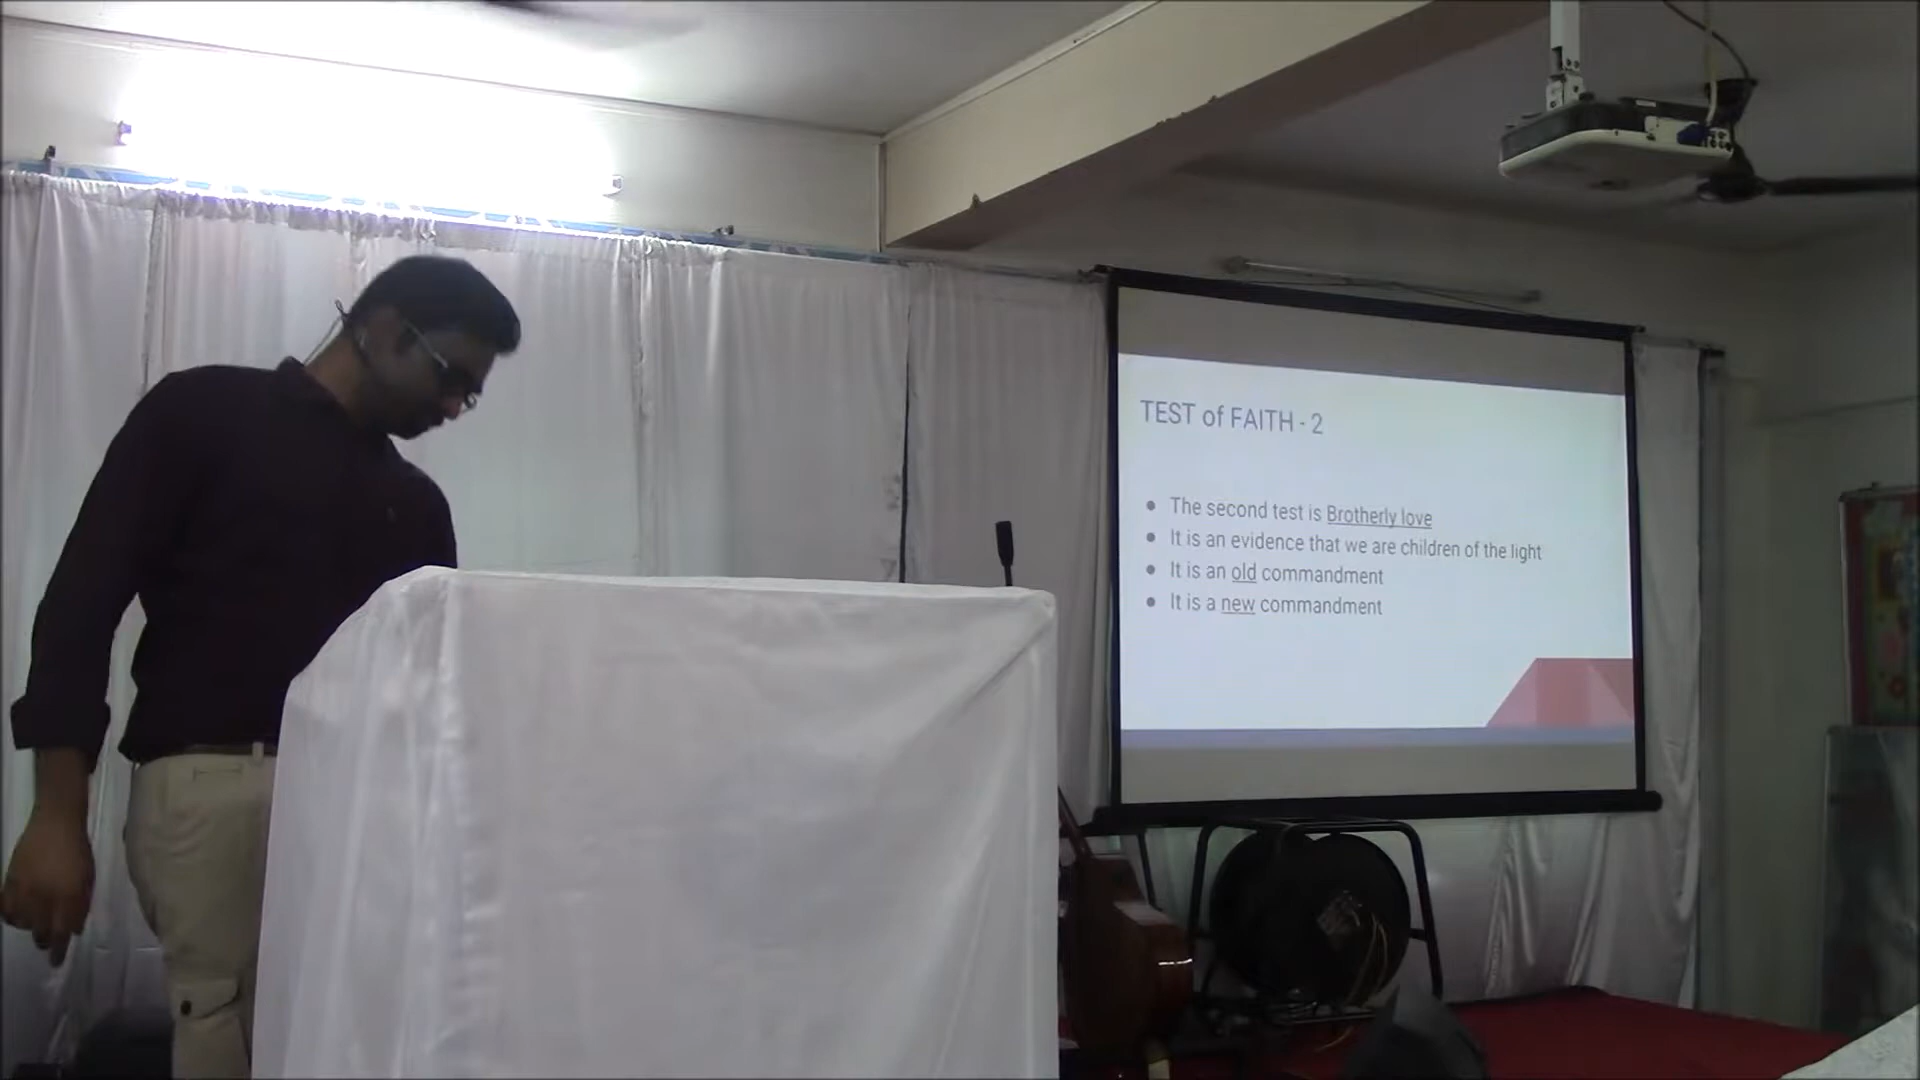 TEST of FAITH - 2
● The second test is Brotherly love
● It is an evidence that we are children of the light
● It is an old commandment
● It is a new commandment